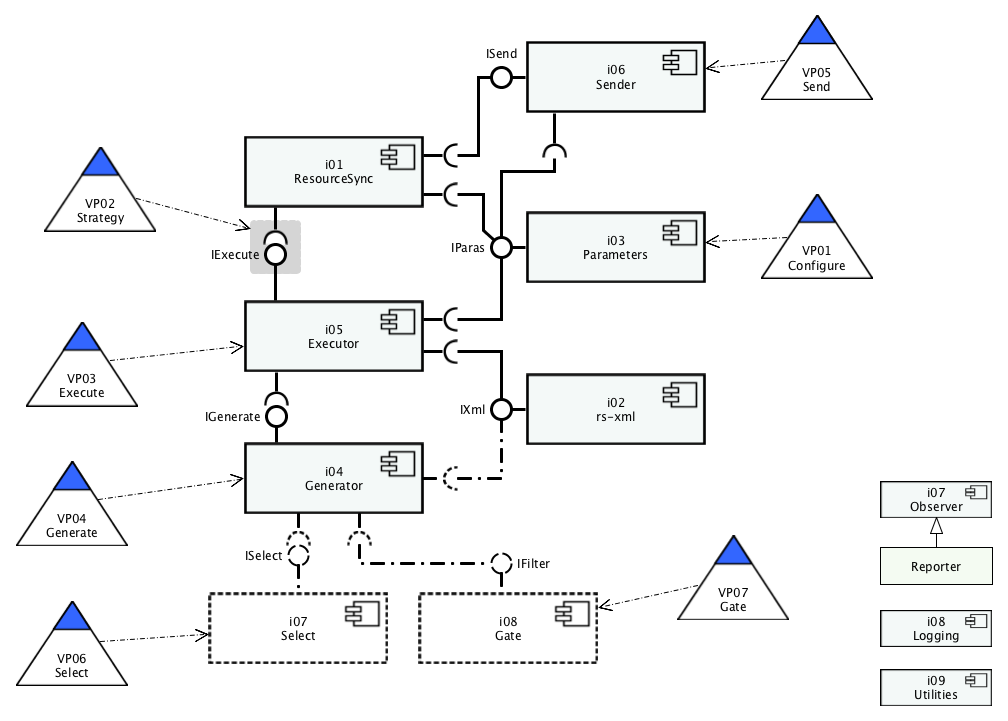 VP05
Send
ISend
i06
Sender
i01
ResourceSync
VP02
Strategy
IExecute
IParas
i03
Parameters
VP01
Configure
i05
Executor
VP03
Execute
IGenerate
IXml
i02
rs-xml
i04
Generator
VP04
Generate
ISelect
IFilter
i07
Observer
Reporter
VP07
Gate
i07
Select
i08
Gate
VP06
Select
i08
Logging
i09
Utilities